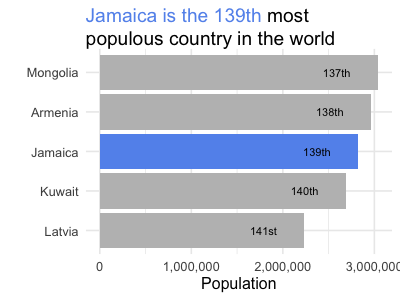 Jamaica is the 139th most
populous country in the world
Mongolia 137th
Armenia 138th
Jamaica 139th
Kuwait 140th
Latvia 141st
0 1,000,000 2,000,000 3,000,000
Population